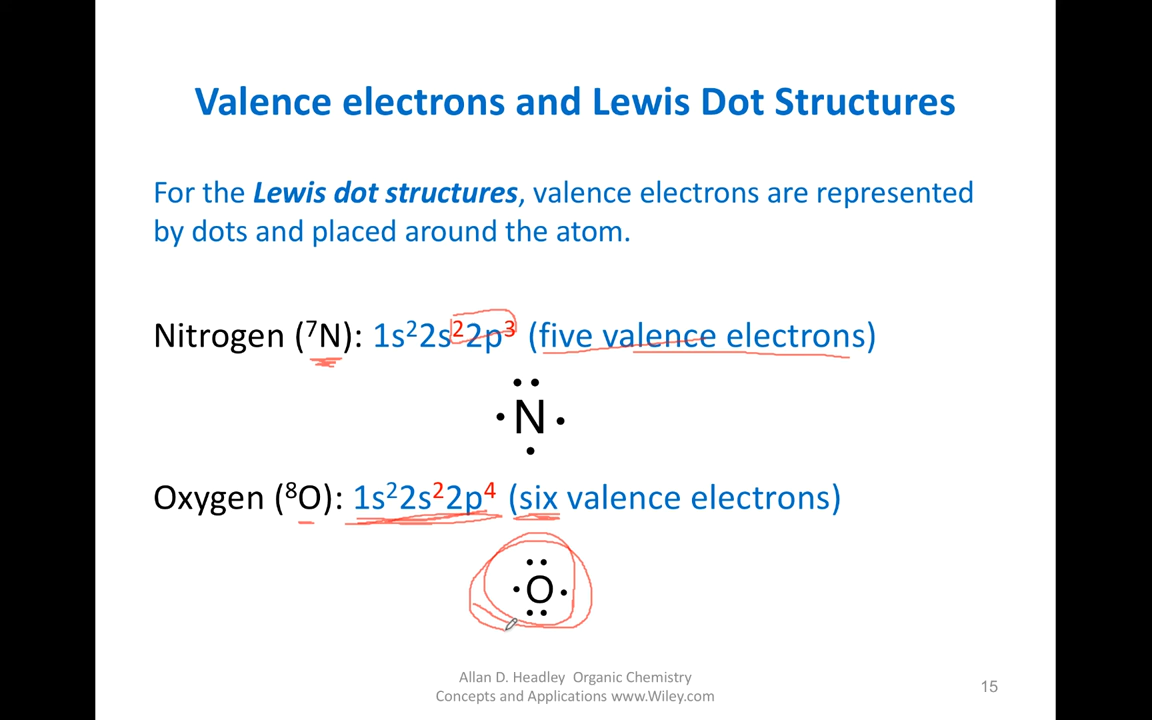 Valence electrons and Lewis Dot Structures
For the Lewis dot structures, valence electrons are represented
by dots and placed around the atom.
Nitrogen (⁷N): 1s²2s²2p³ (five valence electrons)
N
Oxygen (⁸O): 1s²2s²2p⁴ (six valence electrons)
O
Allan D. Headley Organic Chemistry
Concepts and Applications www.Wiley.com
15